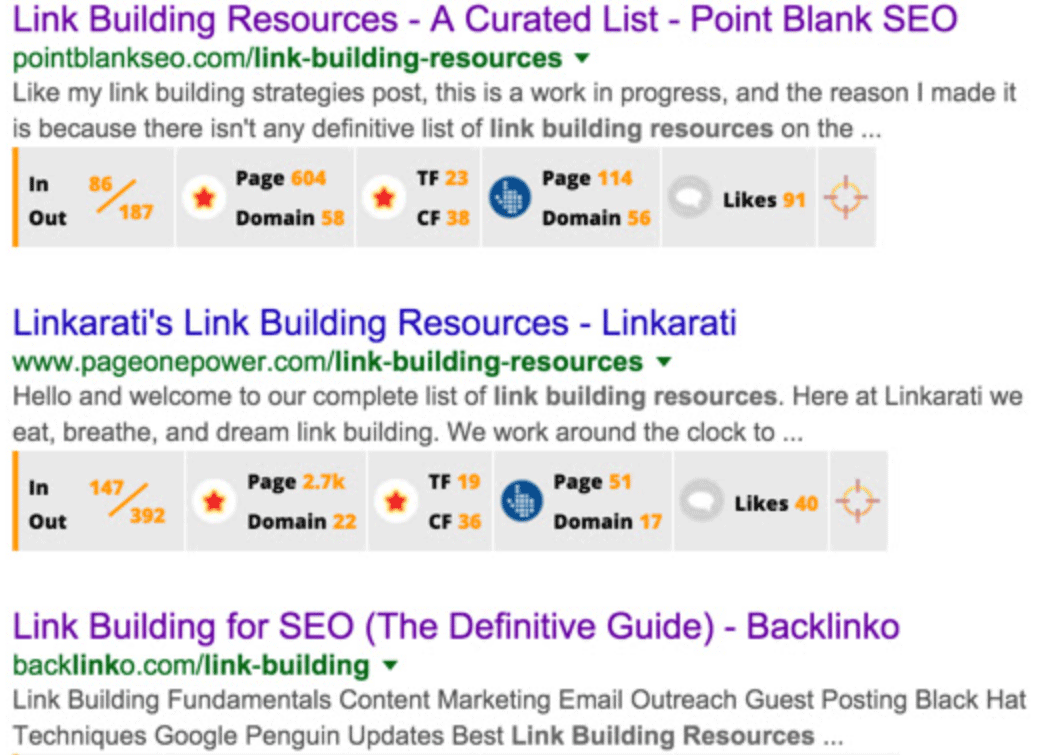 Link Building Resources - A Curated List - Point Blank SEO
pointblankseo.com/link-building-resources
Like my link building strategies post, this is a work in progress, and the reason I made it
is because there isn't any definitive list of link building resources on the ...
In 86 Page 604 TF 23 Page 114 Likes 91
Out 187 Domain 58 CF 38 Domain 56
Linkarati's Link Building Resources - Linkarati
www.pageonepower.com/link-building-resources
Hello and welcome to our complete list of link building resources. Here at Linkarati we
eat, breathe, and dream link building. We work around the clock to ...
In 147 Page 2.7k TF 19 Page 51 Likes 40
Out 392 Domain 22 CF 36 Domain 17
Link Building for SEO (The Definitive Guide) - Backlinko
backlinko.com/link-building
Link Building Fundamentals Content Marketing Email Outreach Guest Posting Black Hat
Techniques Google Penguin Updates Best Link Building Resources ...